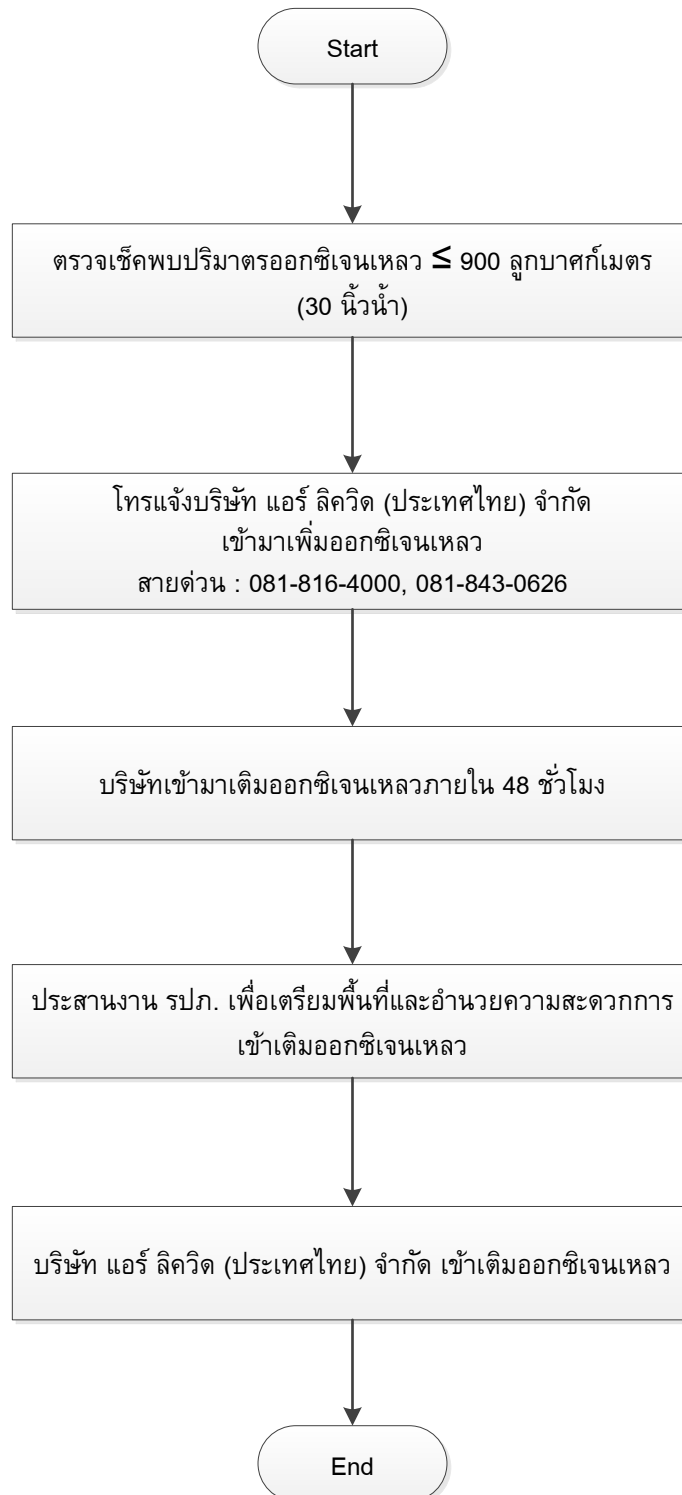 Start
ตรวจเช็คพบปริมาตรออกซิเจนเหลว ≤ 900 ลูกบาศก์เมตร
(30 นิ้วน้ำ)
โทรแจ้งบริษัท แอร์ ลิควิด (ประเทศไทย) จำกัด
เข้ามาเพิ่มออกซิเจนเหลว
สายด่วน : 081-816-4000, 081-843-0626
บริษัทเข้ามาเติมออกซิเจนเหลวภายใน 48 ชั่วโมง
ประสานงาน รปภ. เพื่อเตรียมพื้นที่และอำนวยความสะดวกการ
เข้าเติมออกซิเจนเหลว
บริษัท แอร์ ลิควิด (ประเทศไทย) จำกัด เข้าเติมออกซิเจนเหลว
End